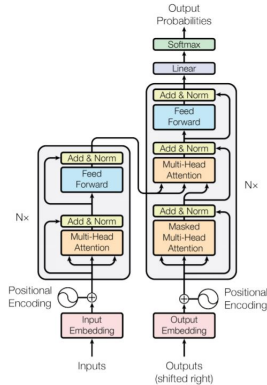 Output
Probabilities
Softmax
Linear
Add & Norm
Feed
Forward
Add & Norm
Multi-Head
Attention
Add & Norm
Masked
Multi-Head
Attention
N×
Add & Norm
Feed
Forward
N×
Add & Norm
Multi-Head
Attention
Positional
Encoding
Positional
Encoding
Input
Embedding
Output
Embedding
Inputs
Outputs
(shifted right)